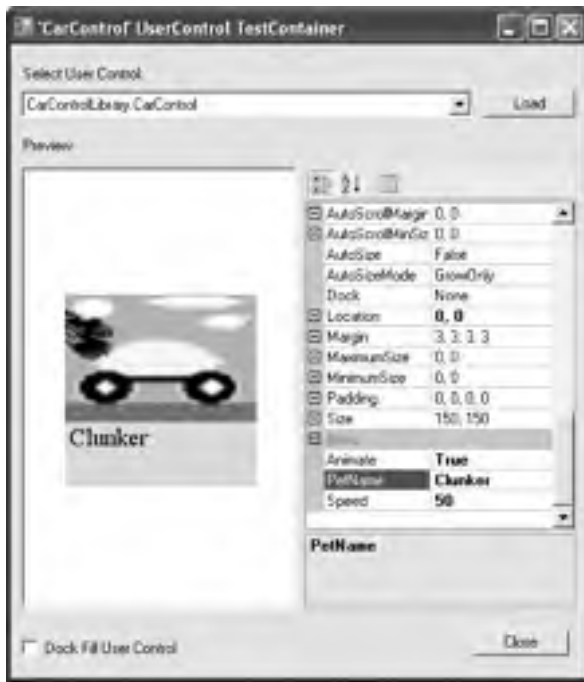 'CarControl' UserControl TestContainer
Select User Control:
CarControlLibrary.CarControl
Load
Preview:
Clunker
AutoScrollMargin 0, 0
AutoScrollMinSiz 0, 0
AutoSize False
AutoSizeMode GrowOnly
Dock None
Location 0, 0
Margin 3, 3, 3, 3
MaximumSize 0, 0
MinimumSize 0, 0
Padding 0, 0, 0, 0
Size 150, 150
Animate True
PetName Clunker
Speed 50
PetName
Dock Fill User Control
Close